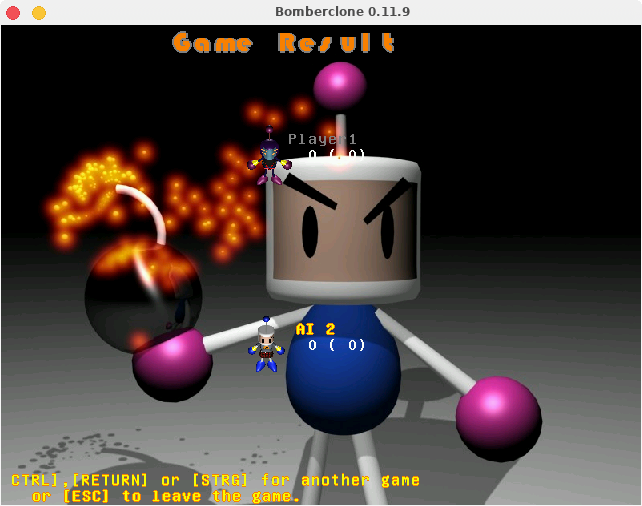 Bomberclone 0.11.9
Game Result
Player1
0 ( 0)
AI 2
0 ( 0)
CTRL],[RETURN] or [STRG] for another game
or [ESC] to leave the game.